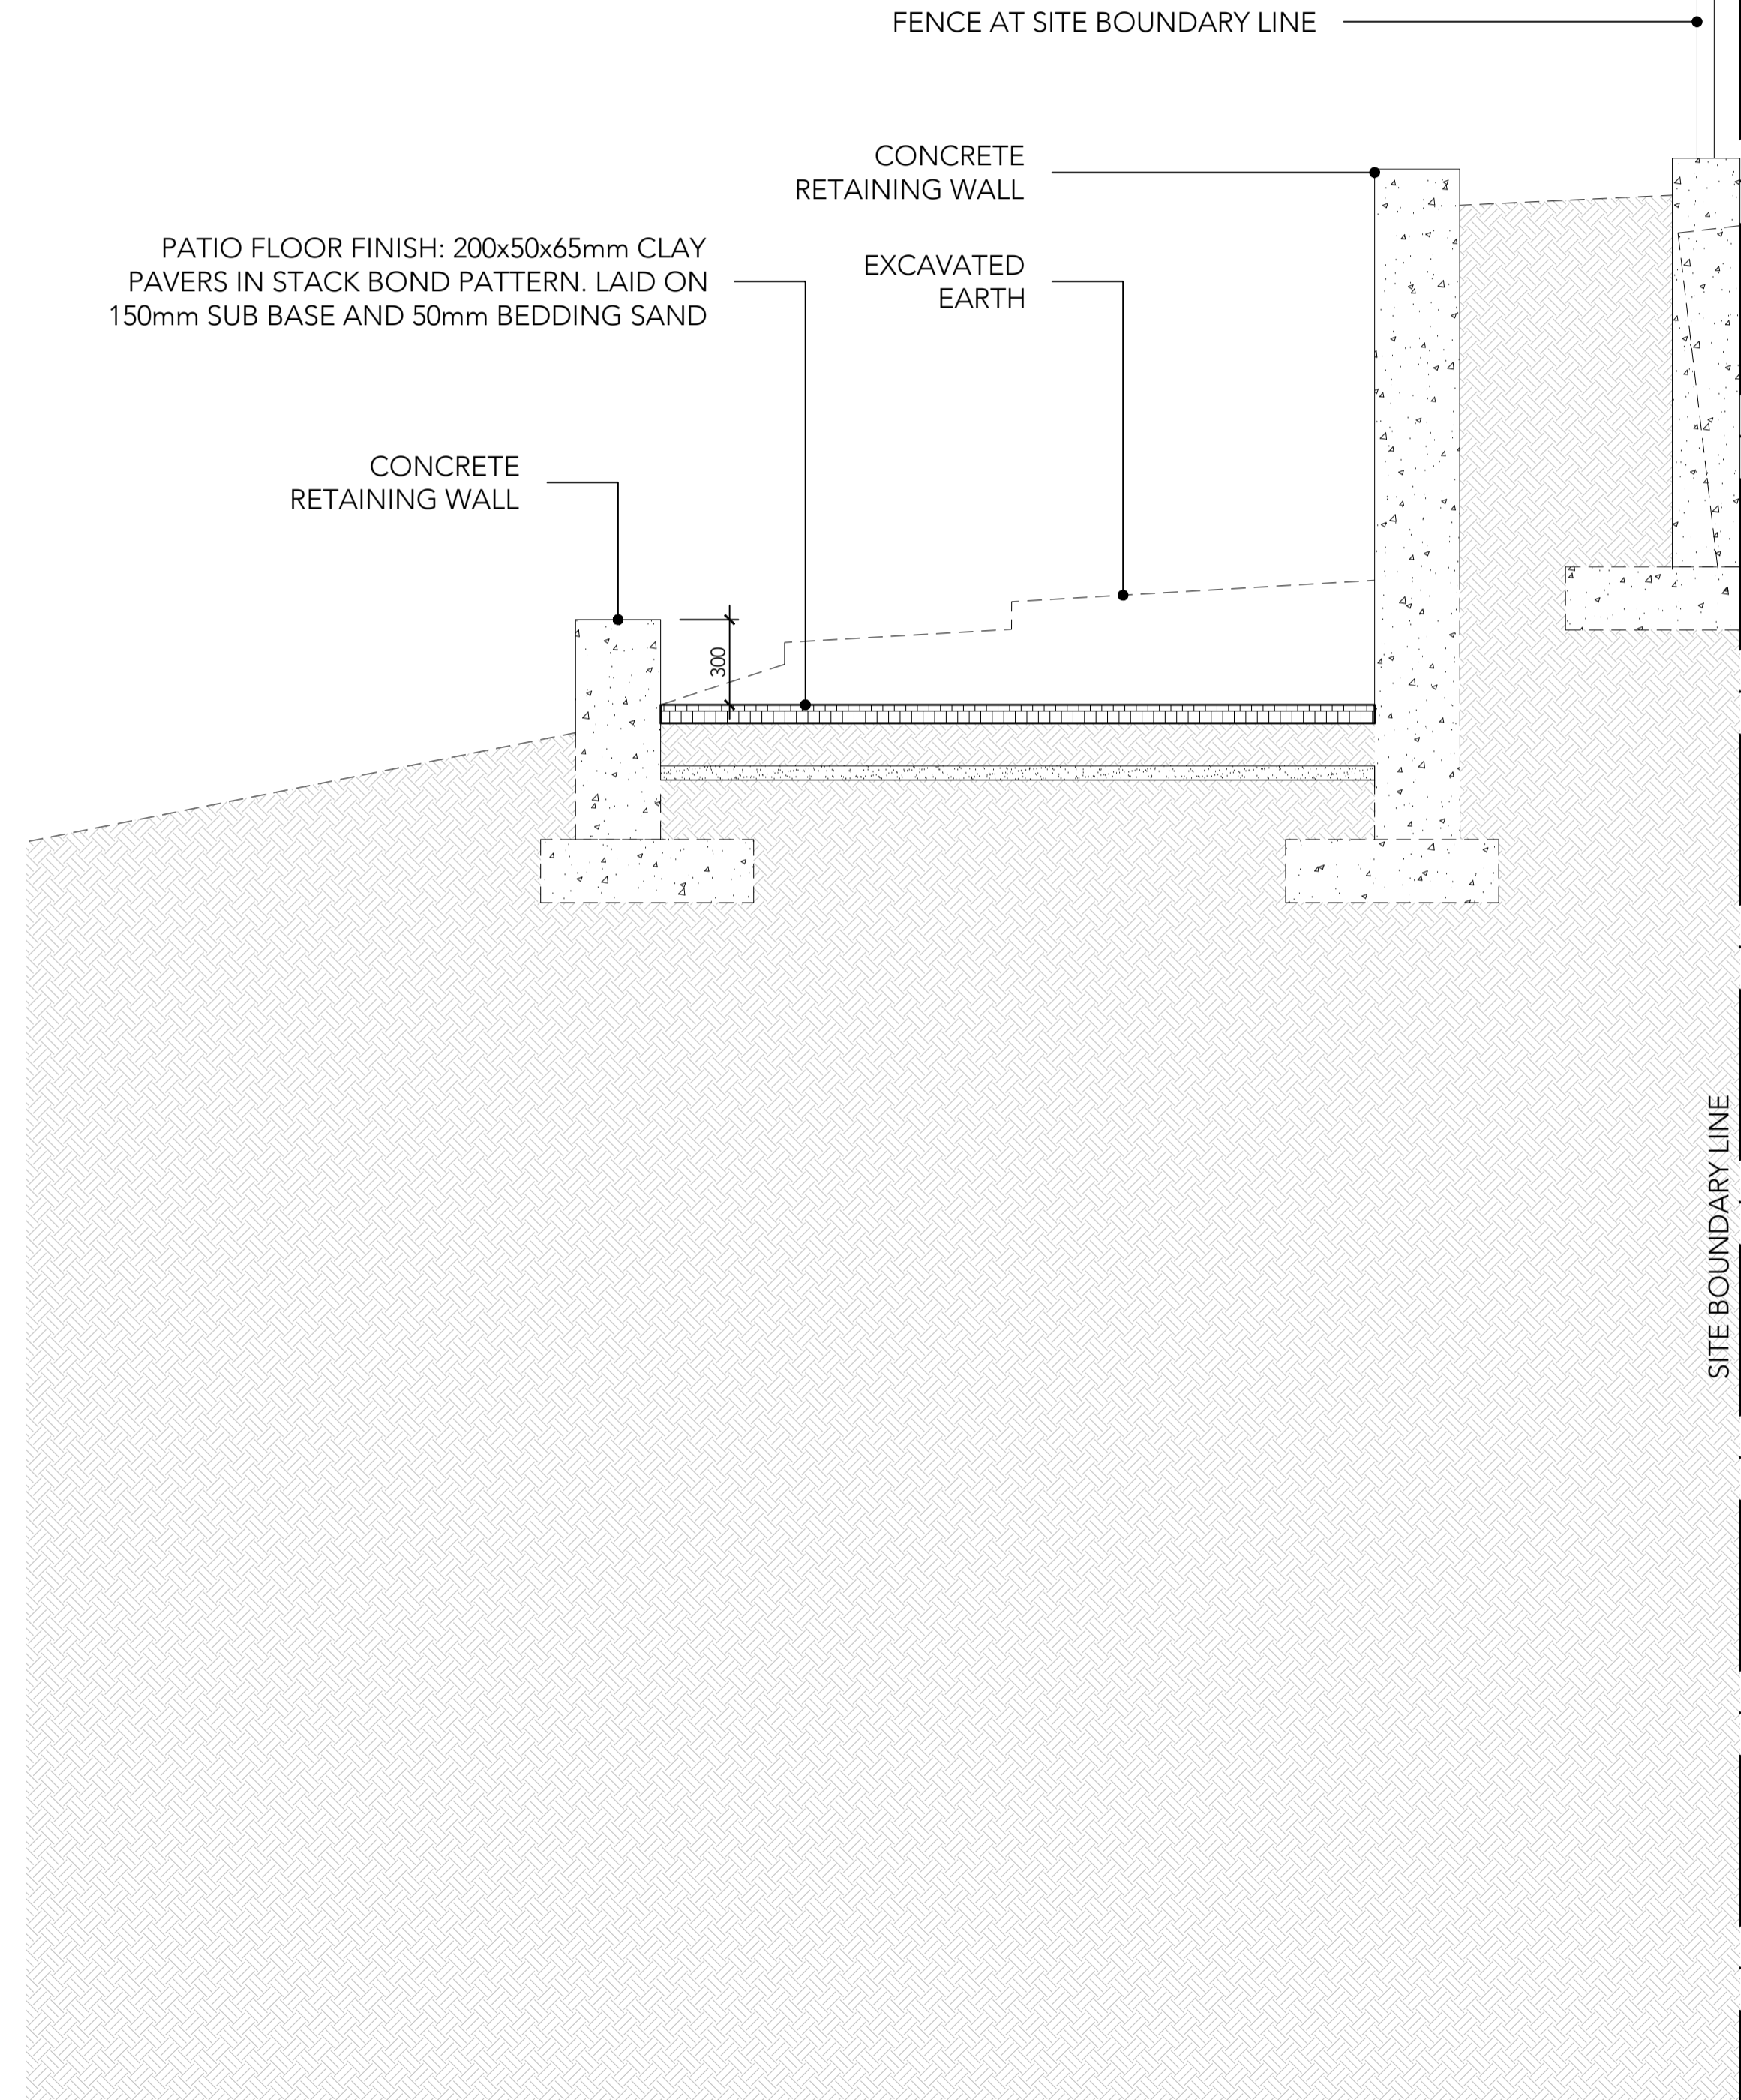 FENCE AT SITE BOUNDARY LINE
CONCRETE
RETAINING WALL
PATIO FLOOR FINISH: 200x50x65mm CLAY
PAVERS IN STACK BOND PATTERN. LAID ON
150mm SUB BASE AND 50mm BEDDING SAND
EXCAVATED
EARTH
CONCRETE
RETAINING WALL
300
SITE BOUNDARY LINE